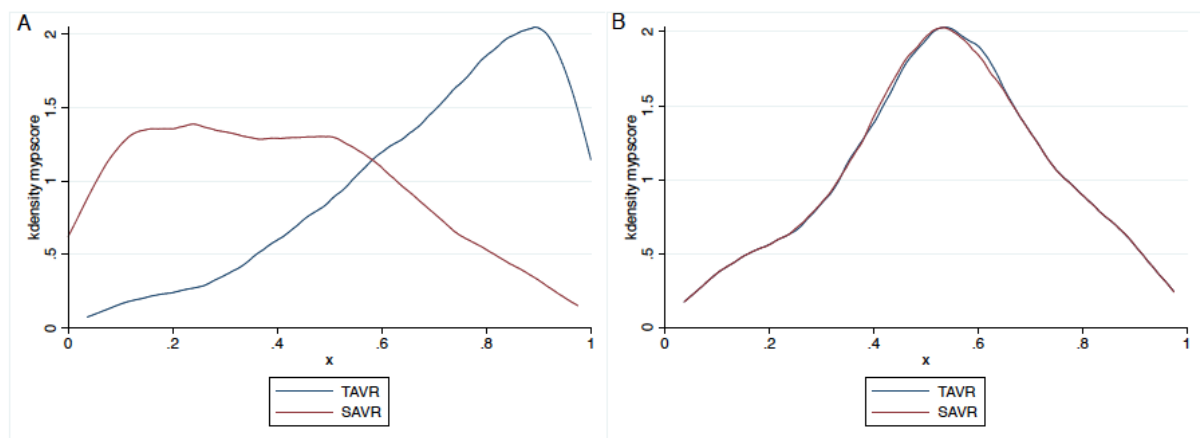 A
kdensity mypscore
2
1.5
1
.5
0
0 .2 .4 .6 .8 1
x
TAVR
SAVR
B
kdensity mypscore
2
1.5
1
.5
0
0 .2 .4 .6 .8 1
x
TAVR
SAVR